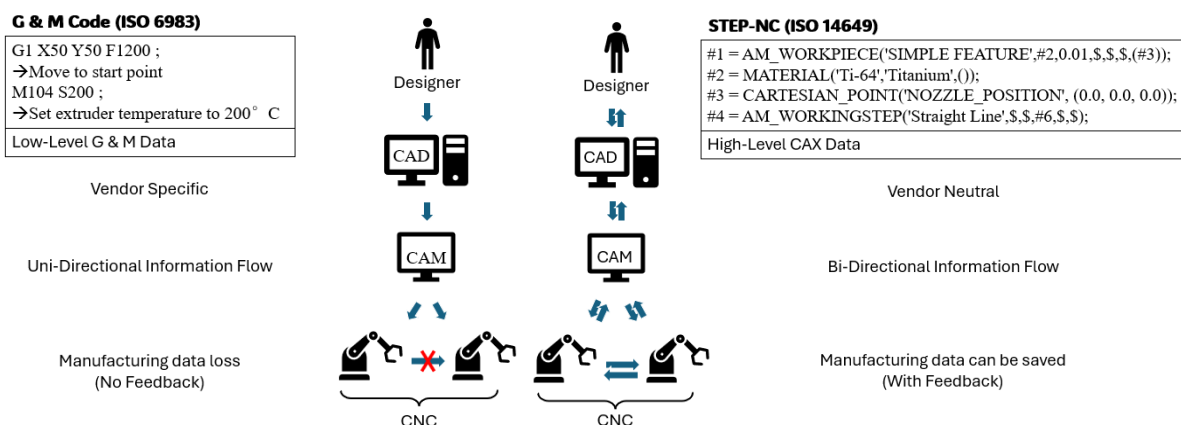 G & M Code (ISO 6983)
G1 X50 Y50 F1200 ;
→Move to start point
M104 S200 ;
→Set extruder temperature to 200° C
Low-Level G & M Data
Vendor Specific
Uni-Directional Information Flow
Manufacturing data loss
(No Feedback)
Designer
CAD
CAM
CNC
Designer
CAD
CAM
CNC
STEP-NC (ISO 14649)
#1 = AM_WORKPIECE('SIMPLE FEATURE',#2,0.01,$,$,$,(#3));
#2 = MATERIAL('Ti-64','Titanium',());
#3 = CARTESIAN_POINT('NOZZLE_POSITION', (0.0, 0.0, 0.0));
#4 = AM_WORKINGSTEP('Straight Line',$,$,#6,$,$);
High-Level CAX Data
Vendor Neutral
Bi-Directional Information Flow
Manufacturing data can be saved
(With Feedback)